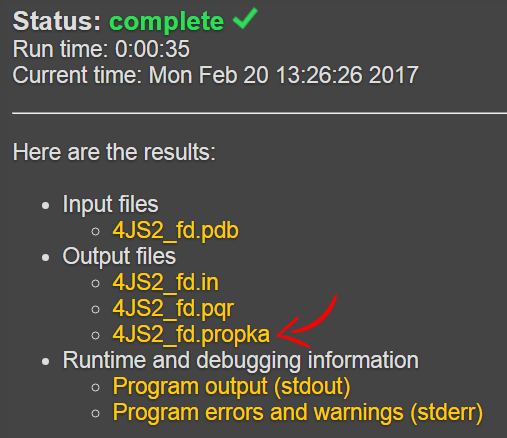 Status: complete
Run time: 0:00:35
Current time: Mon Feb 20 13:26:26 2017
Here are the results:
Input files
4JS2_fd.pdb
Output files
4JS2_fd.in
4JS2_fd.pqr
4JS2_fd.propka
Runtime and debugging information
Program output (stdout)
Program errors and warnings (stderr)